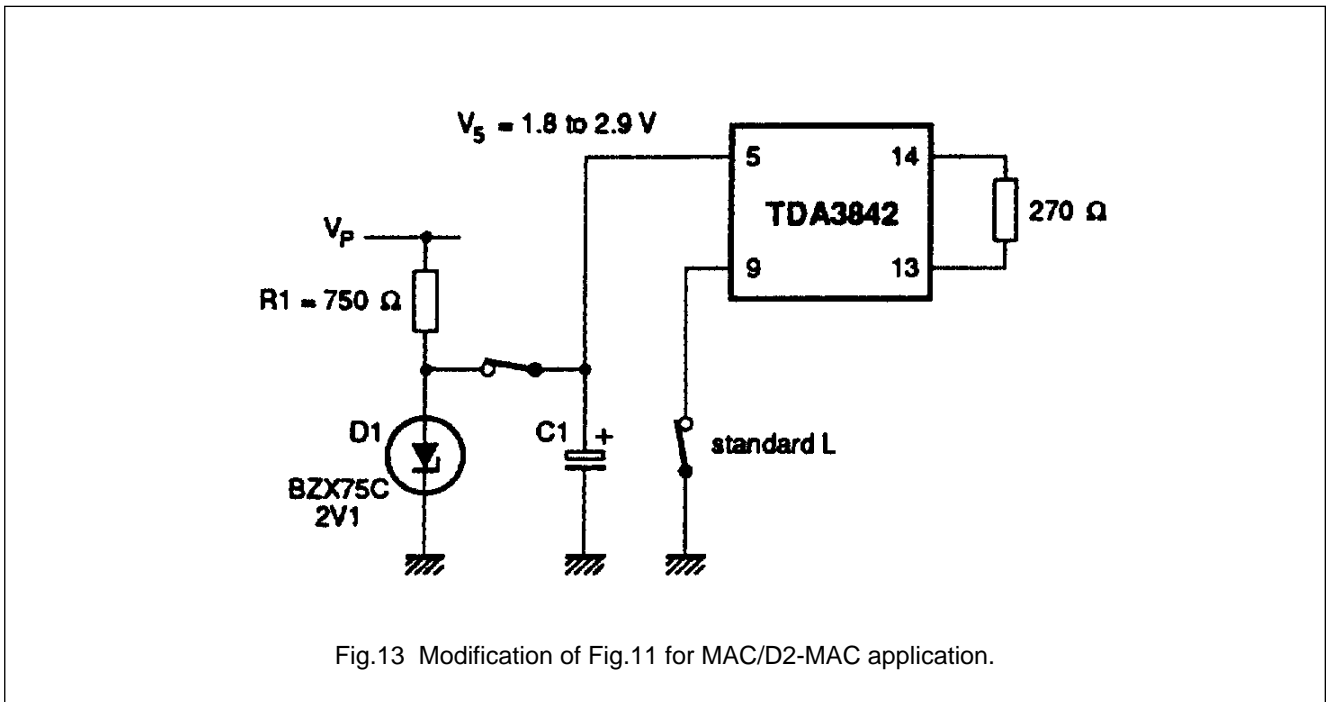 V5 = 1.8 to 2.9 V
5 14
TDA3842
270 Ω
VP
9 13
R1 = 750 Ω
D1
C1 +
standard L
BZX75C
2V1
Fig.13 Modification of Fig.11 for MAC/D2-MAC application.